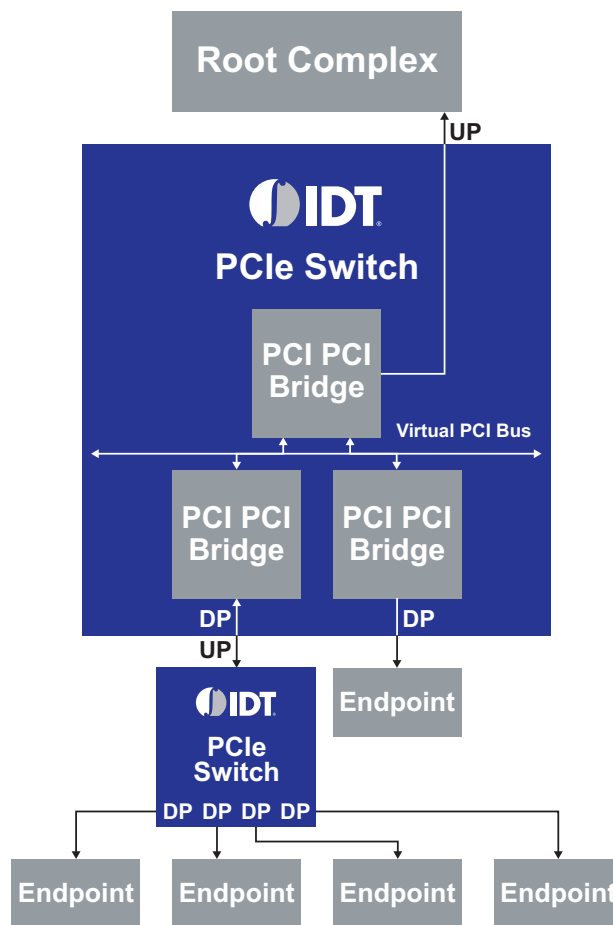 Root Complex
UP
IDT
®
PCIe Switch
PCI PCI
Bridge
Virtual PCI Bus
PCI PCI
Bridge
PCI PCI
Bridge
DP
DP
UP
IDT
PCIe
Switch
DP DP DP DP
Endpoint
Endpoint
Endpoint
Endpoint
Endpoint